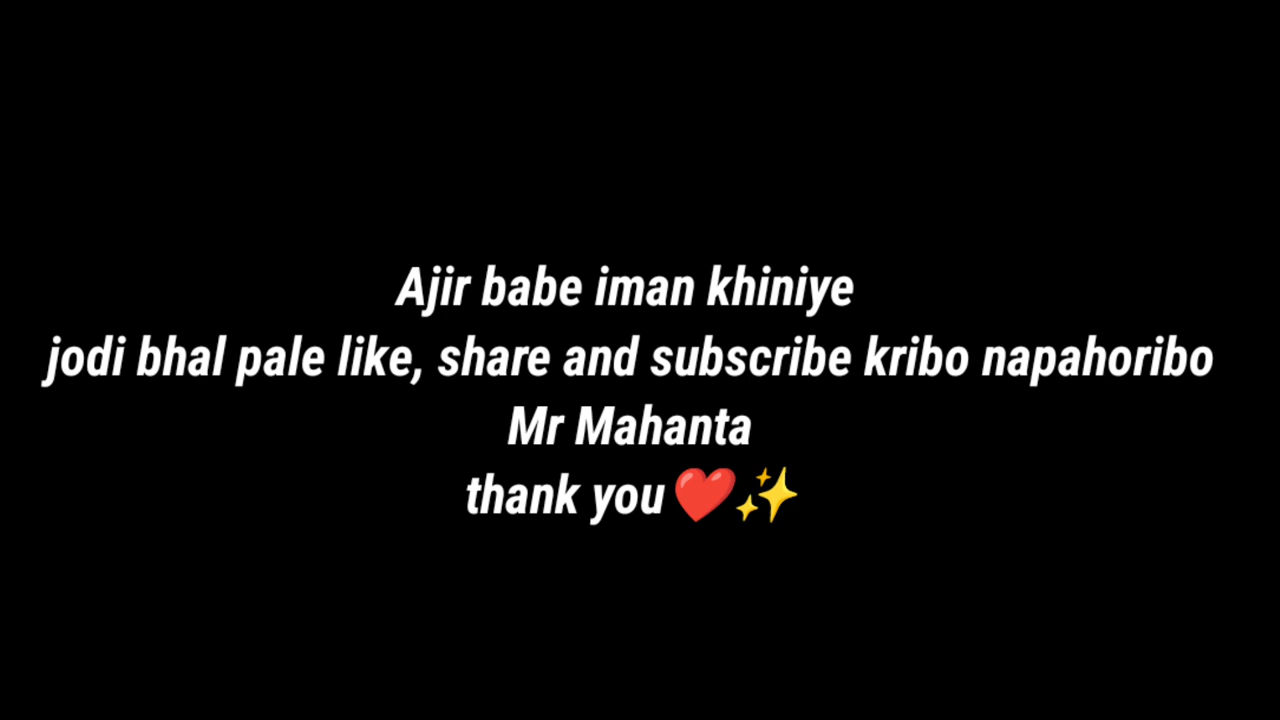 Ajir babe iman khiniye
jodi bhal pale like, share and subscribe kribo napahoribo
Mr Mahanta
thank you❤️✨